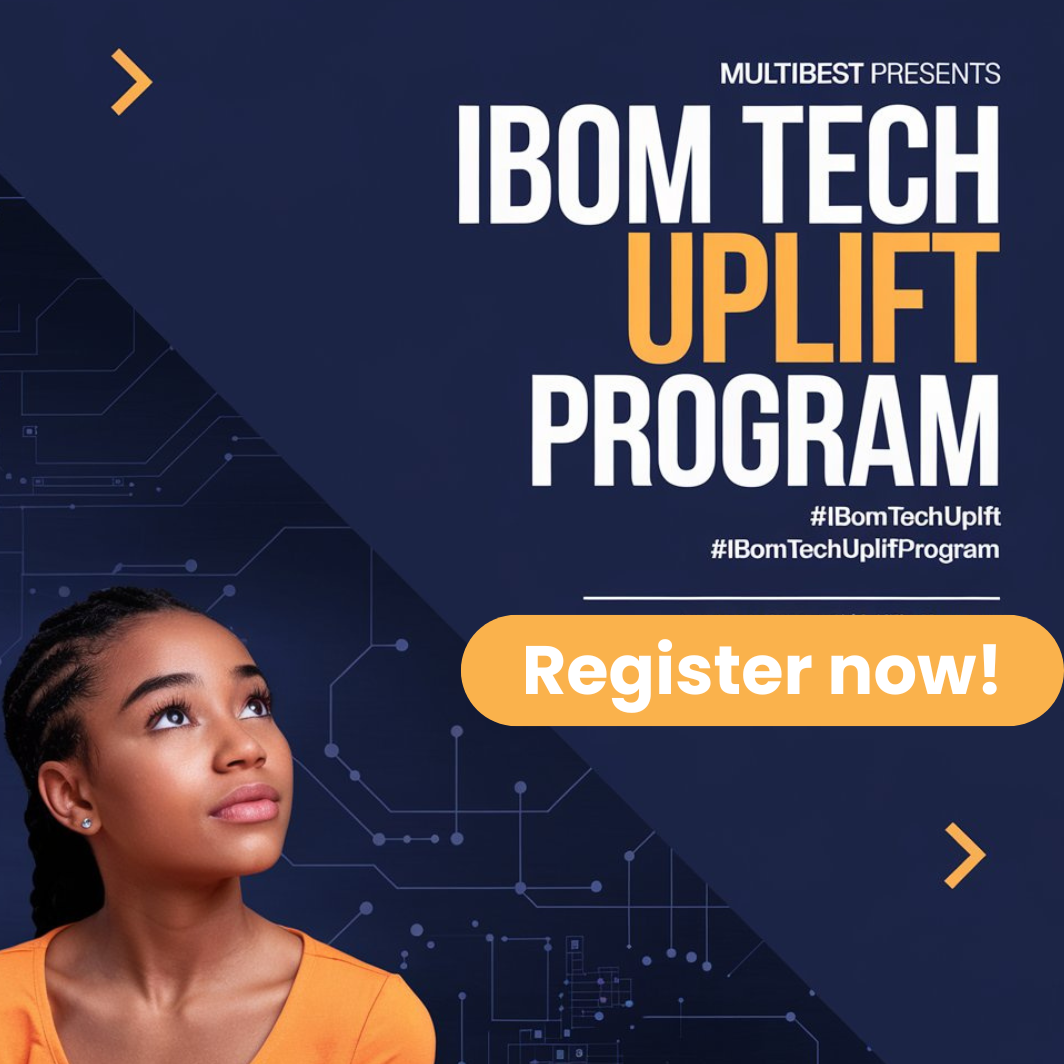 MULTIBEST PRESENTS
IBOM TECH
UPLIFT
PROGRAM
#IBomTechUplft
#IBomTechUplifProgram
Register now!